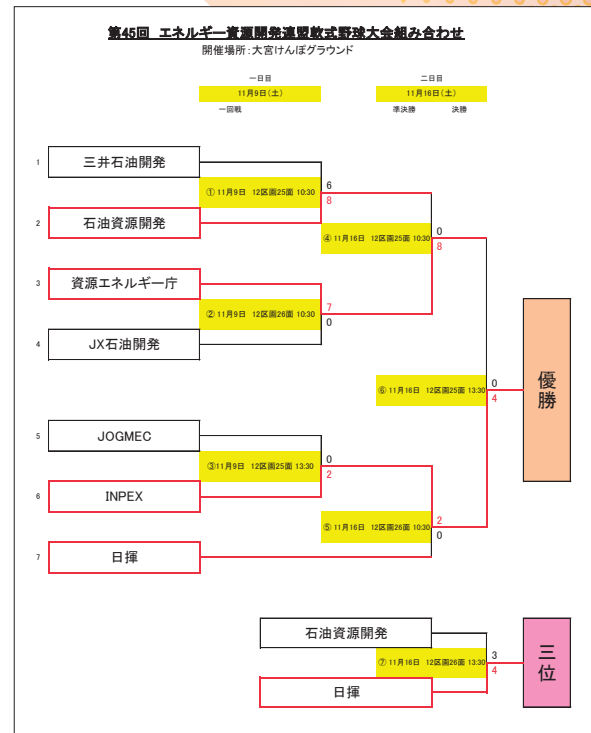 第45回 エネルギー資源開発連盟軟式野球大会組み合わせ
開催場所:大宮けんぽグラウンド
一日目
二日目
11月9日(土)
11月16日(土)
一回戦
準決勝
決勝
1
三井石油開発
① 11月9日 12区画25面 10:30
6
8
2
石油資源開発
④ 11月16日 12区画25面 10:30
0
8
3
資源エネルギー庁
② 11月9日 12区画26面 10:30
7
0
4
JX石油開発
⑥ 11月16日 12区画25面 13:30
0
4
優勝
5
JOGMEC
③11月9日 12区画25面 13:30
0
2
6
INPEX
⑤ 11月16日 12区画26面 10:30
2
0
7
日揮
石油資源開発
⑦ 11月16日 12区画26面 13:30
3
4
三位
日揮